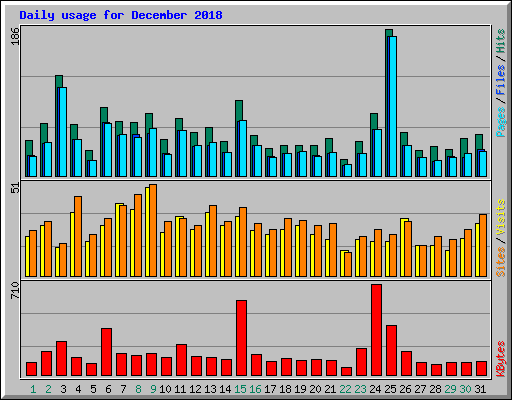 Daily usage for December 2018
186
Pages / Files / Hits
51
Sites / Visits
710
KBytes
1 2 3 4 5 6 7 8 9 10 11 12 13 14 15 16 17 18 19 20 21 22 23 24 25 26 27 28 29 30 31